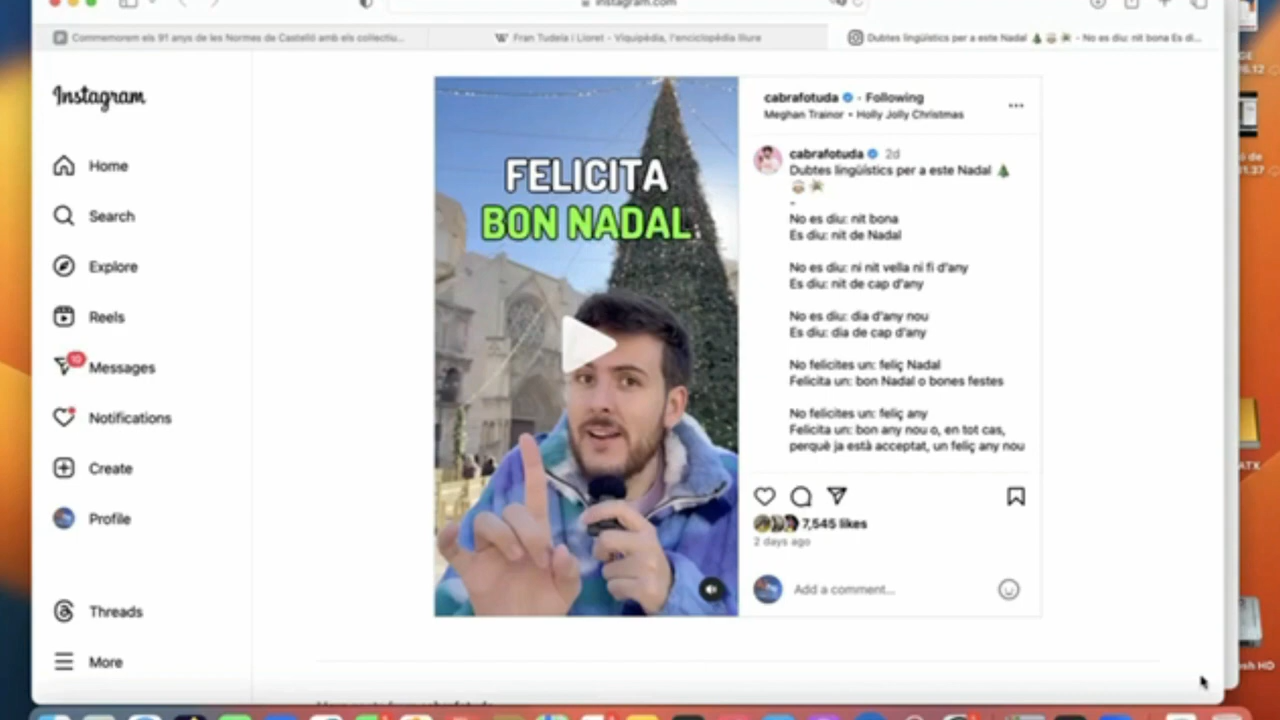 instagram.com
Commemorem els 91 anys de les Normes de Castelló amb els collectiu...
Fran Tudela i Lloret - Viquipèdia, l'enciclopèdia lliure
Dubtes lingüístics per a este Nadal 🎄🎅🎇 - No es diu: nit bona Es di...
Instagram
Home
Search
Explore
Reels
10
Messages
Notifications
Create
Profile
Threads
More
FELICITA
BON NADAL
cabrafotuda · Following
Meghan Trainor • Holly Jolly Christmas
cabrafotuda 2d
Dubtes lingüístics per a este Nadal 🎄
-
No es diu: nit bona
Es diu: nit de Nadal
No es diu: ni nit vella ni fi d'any
Es diu: nit de cap d'any
No es diu: dia d'any nou
Es diu: dia de cap d'any
No felicites un: feliç Nadal
Felicita un: bon Nadal o bones festes
No felicites un: feliç any
Felicita un: bon any nou o, en tot cas,
perquè ja està acceptat, un feliç any nou
7,545 likes
2 days ago
Add a comment...